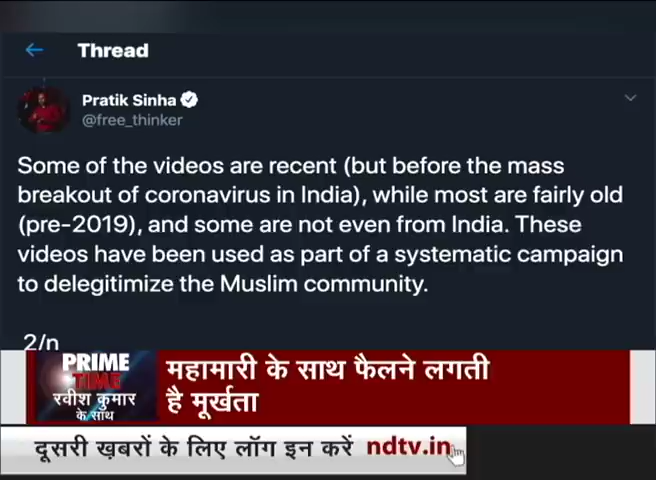 Thread
Pratik Sinha
@free_thinker
Some of the videos are recent (but before the mass
breakout of coronavirus in India), while most are fairly old
(pre-2019), and some are not even from India. These
videos have been used as part of a systematic campaign
to delegitimize the Muslim community.
2/n
PRIME
TIME
रवीश कुमार
के साथ
महामारी के साथ फैलने लगती
है मूर्खता
दूसरी ख़बरों के लिए लॉग इन करें ndtv.in